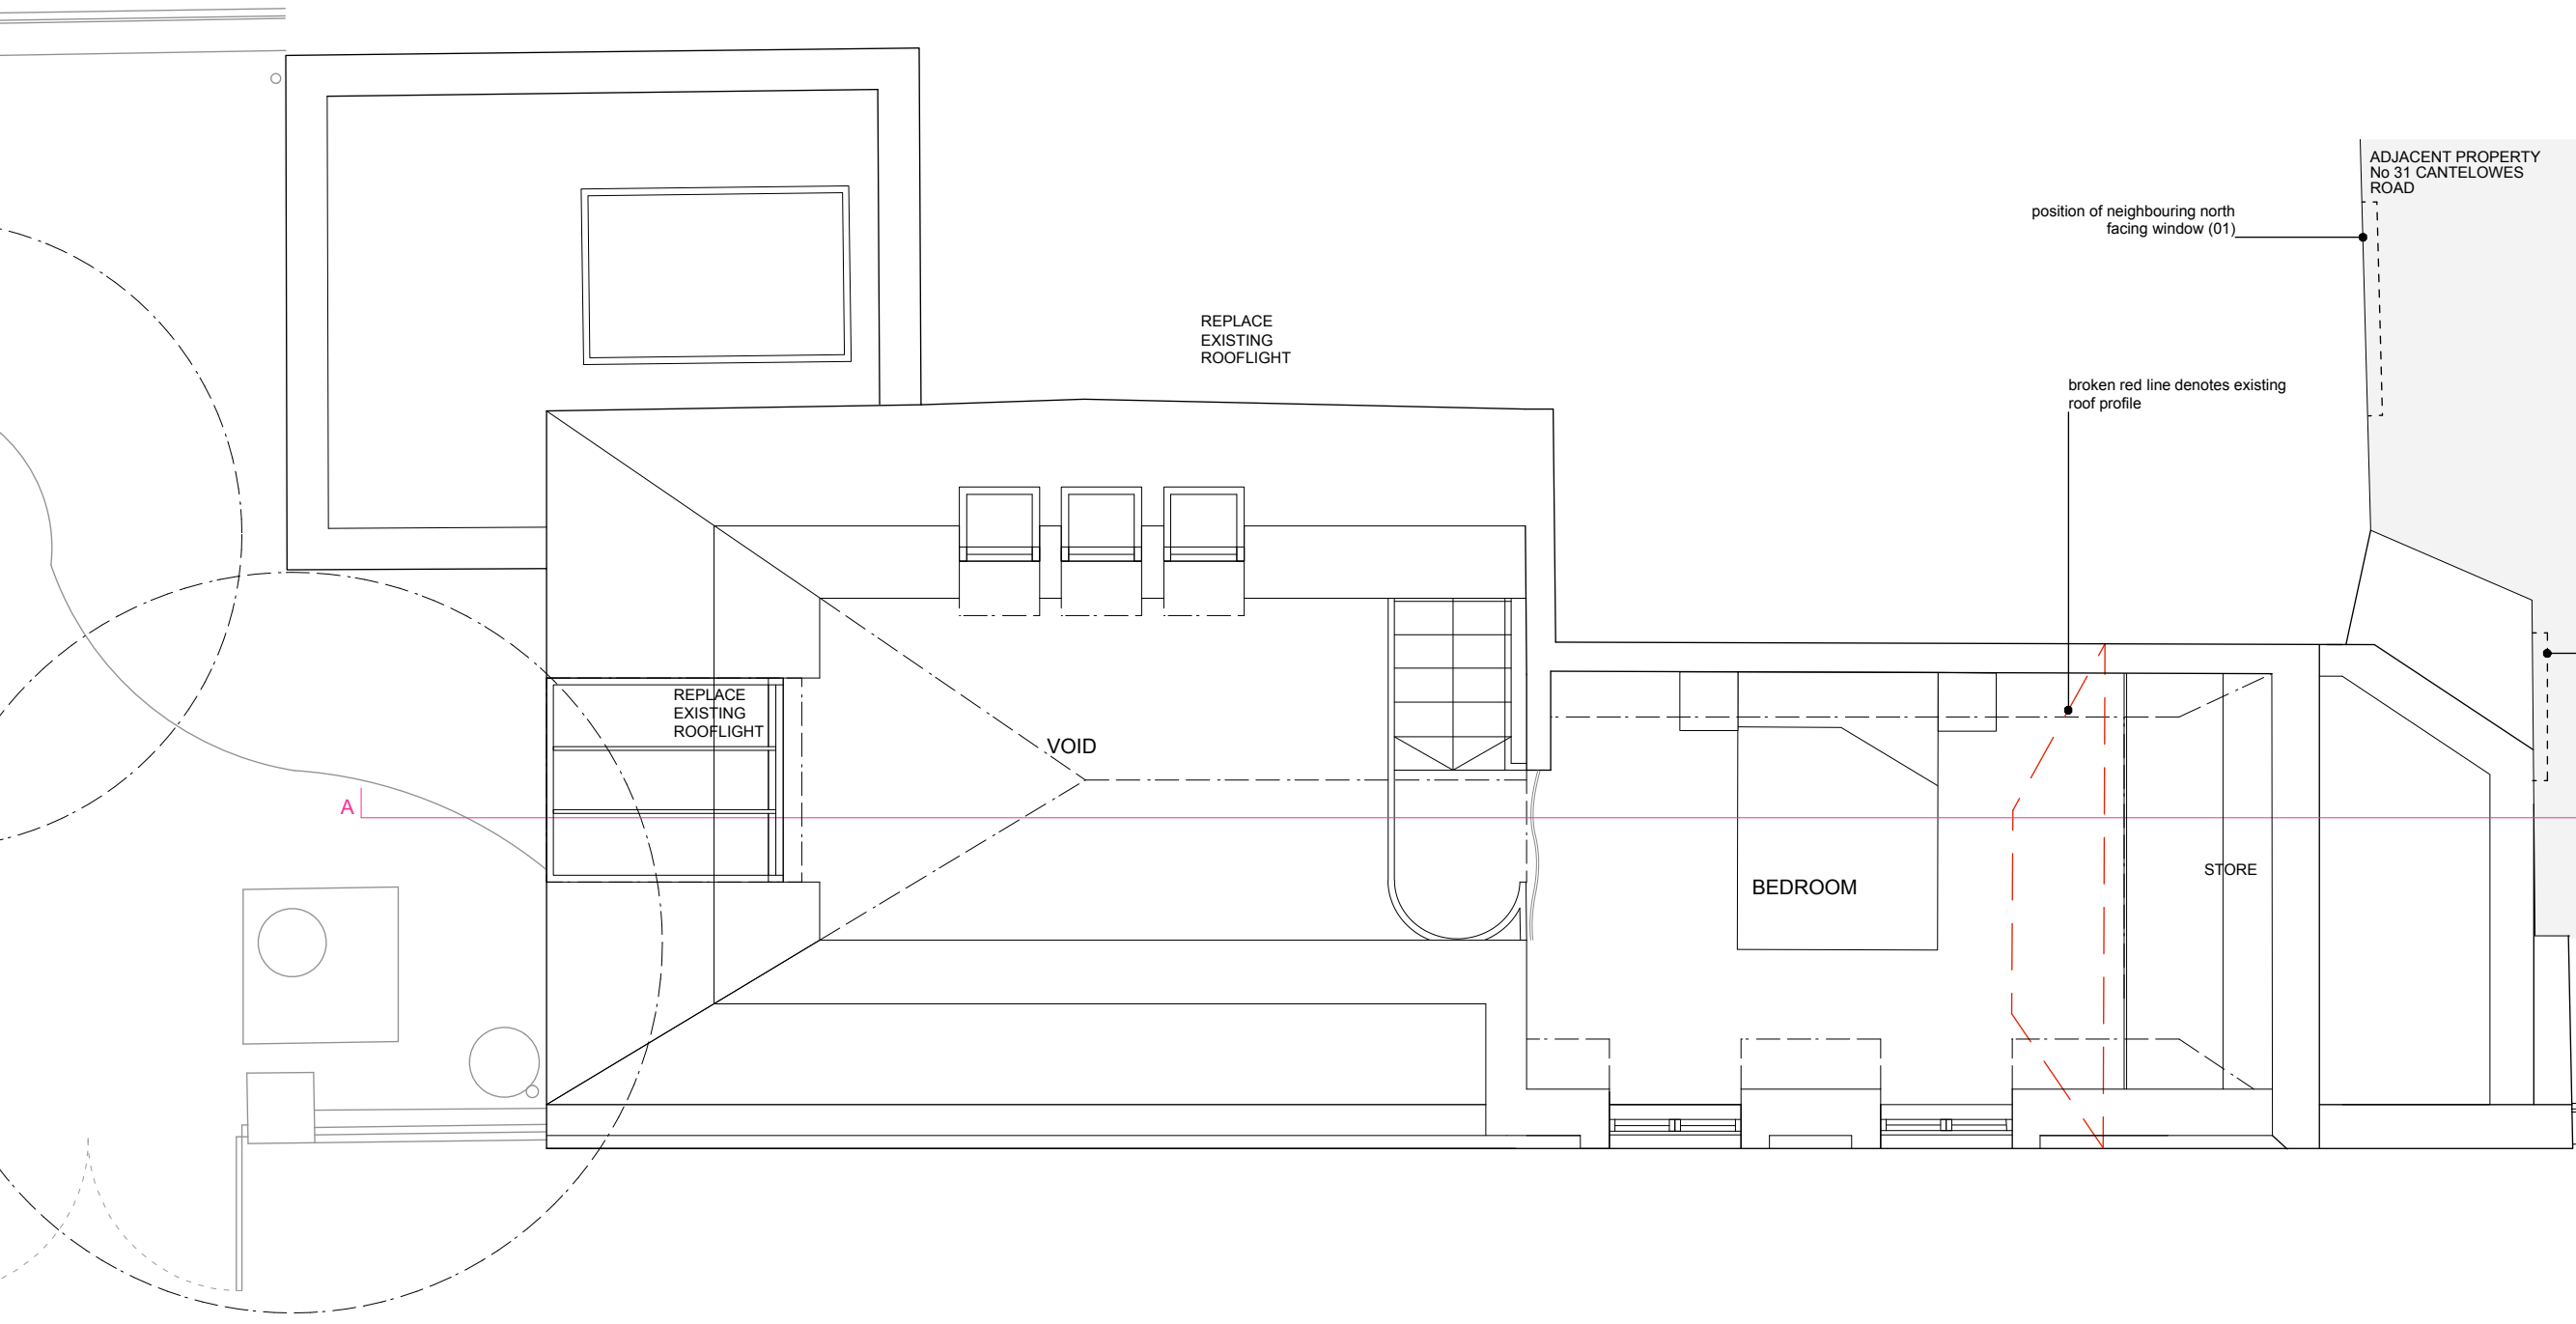 ADJACENT PROPERTY
No 31 CANTELOWES
ROAD
position of neighbouring north
facing window (01)
REPLACE
EXISTING
ROOFLIGHT
broken red line denotes existing
roof profile
REPLACE
EXISTING
ROOFLIGHT
VOID
A
STORE
BEDROOM